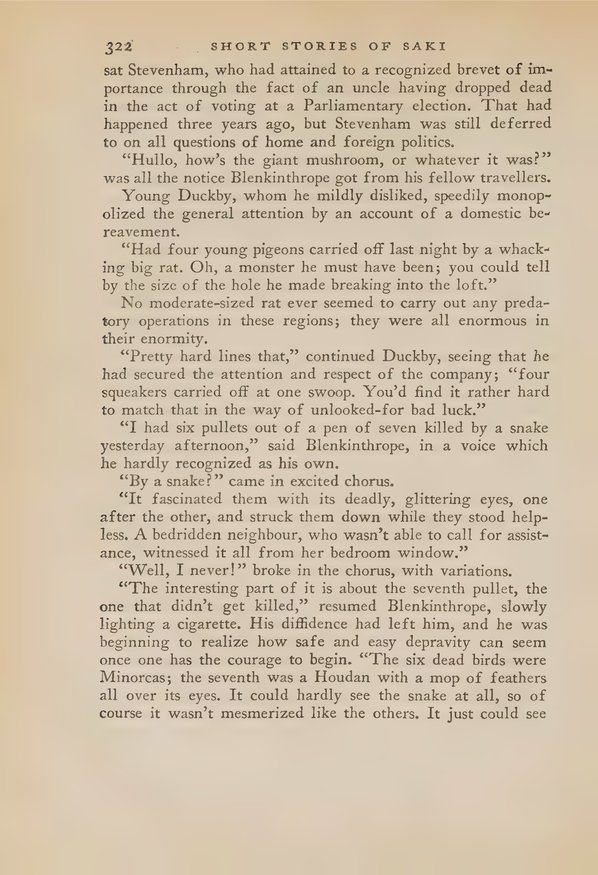 322 SHORT STORIES OF SAKI
sat Stevenham, who had attained to a recognized brevet of im-
portance through the fact of an uncle having dropped dead
in the act of voting at a Parliamentary election. That had
happened three years ago, but Stevenham was still deferred
to on all questions of home and foreign politics.
“Hullo, how’s the giant mushroom, or whatever it was?”
was all the notice Blenkinthrope got from his fellow travellers.
Young Duckby, whom he mildly disliked, speedily monop-
olized the general attention by an account of a domestic be-
reavement.
“Had four young pigeons carried off last night by a whack-
ing big rat. Oh, a monster he must have been; you could tell
by the size of the hole he made breaking into the loft.”
No moderate-sized rat ever seemed to carry out any preda-
tory operations in these regions; they were all enormous in
their enormity.
“Pretty hard lines that,” continued Duckby, seeing that he
had secured the attention and respect of the company; “four
squeakers carried off at one swoop. You’d find it rather hard
to match that in the way of unlooked-for bad luck.”
“I had six pullets out of a pen of seven killed by a snake
yesterday afternoon,” said Blenkinthrope, in a voice which
he hardly recognized as his own.
“By a snake?” came in excited chorus.
“It fascinated them with its deadly, glittering eyes, one
after the other, and struck them down while they stood help-
less. A bedridden neighbour, who wasn’t able to call for assist-
ance, witnessed it all from her bedroom window.”
“Well, I never!” broke in the chorus, with variations.
“The interesting part of it is about the seventh pullet, the
one that didn’t get killed,” resumed Blenkinthrope, slowly
lighting a cigarette. His diffidence had left him, and he was
beginning to realize how safe and easy depravity can seem
once one has the courage to begin. “The six dead birds were
Minorcas; the seventh was a Houdan with a mop of feathers
all over its eyes. It could hardly see the snake at all, so of
course it wasn’t mesmerized like the others. It just could see